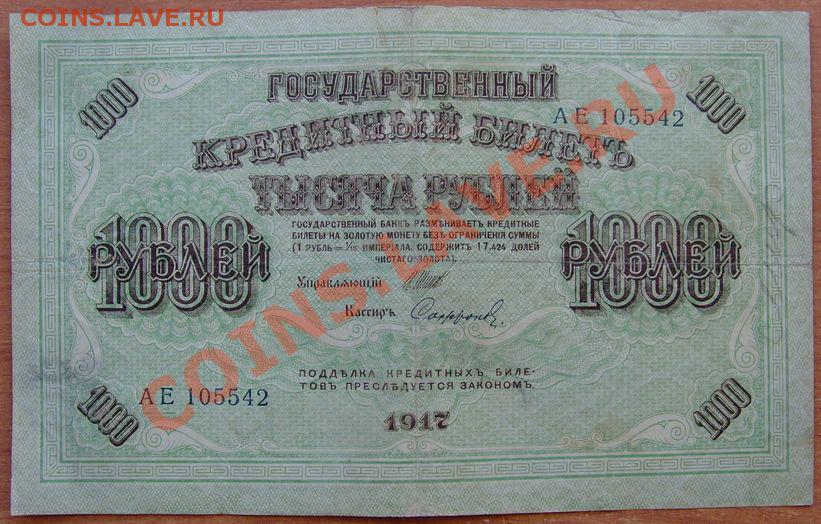 COINS.LAVE.RU
1000
1000
ГОСУДАРСТВЕННЫЙ
АЕ 105542
КРЕДИТНЫЙ БИЛЕТЪ
ТЫСЯЧА РУБЛЕЙ
ГОСУДАРСТВЕННЫЙ БАНКЪ РАЗМѢНИВАЕТЪ КРЕДИТНЫЕ
БИЛЕТЫ НА ЗОЛОТУЮ МОНЕТУ БЕЗЪ ОГРАНИЧЕНІЯ СУММЫ
(1 РУБЛЬ = 1/15 ИМПЕРІАЛА, СОДЕРЖИТЪ 17,424 ДОЛЕЙ
ЧИСТАГО ЗОЛОТА).
1000 РУБЛЕЙ
1000 РУБЛЕЙ
Управляющій
Кассиръ Софронов
ПОДДѢЛКА КРЕДИТНЫХЪ БИЛЕ-
ТОВЪ ПРЕСЛѢДУЕТСЯ ЗАКОНОМЪ.
АЕ 105542
1000
1917
1000
COINS.LAVE.RU